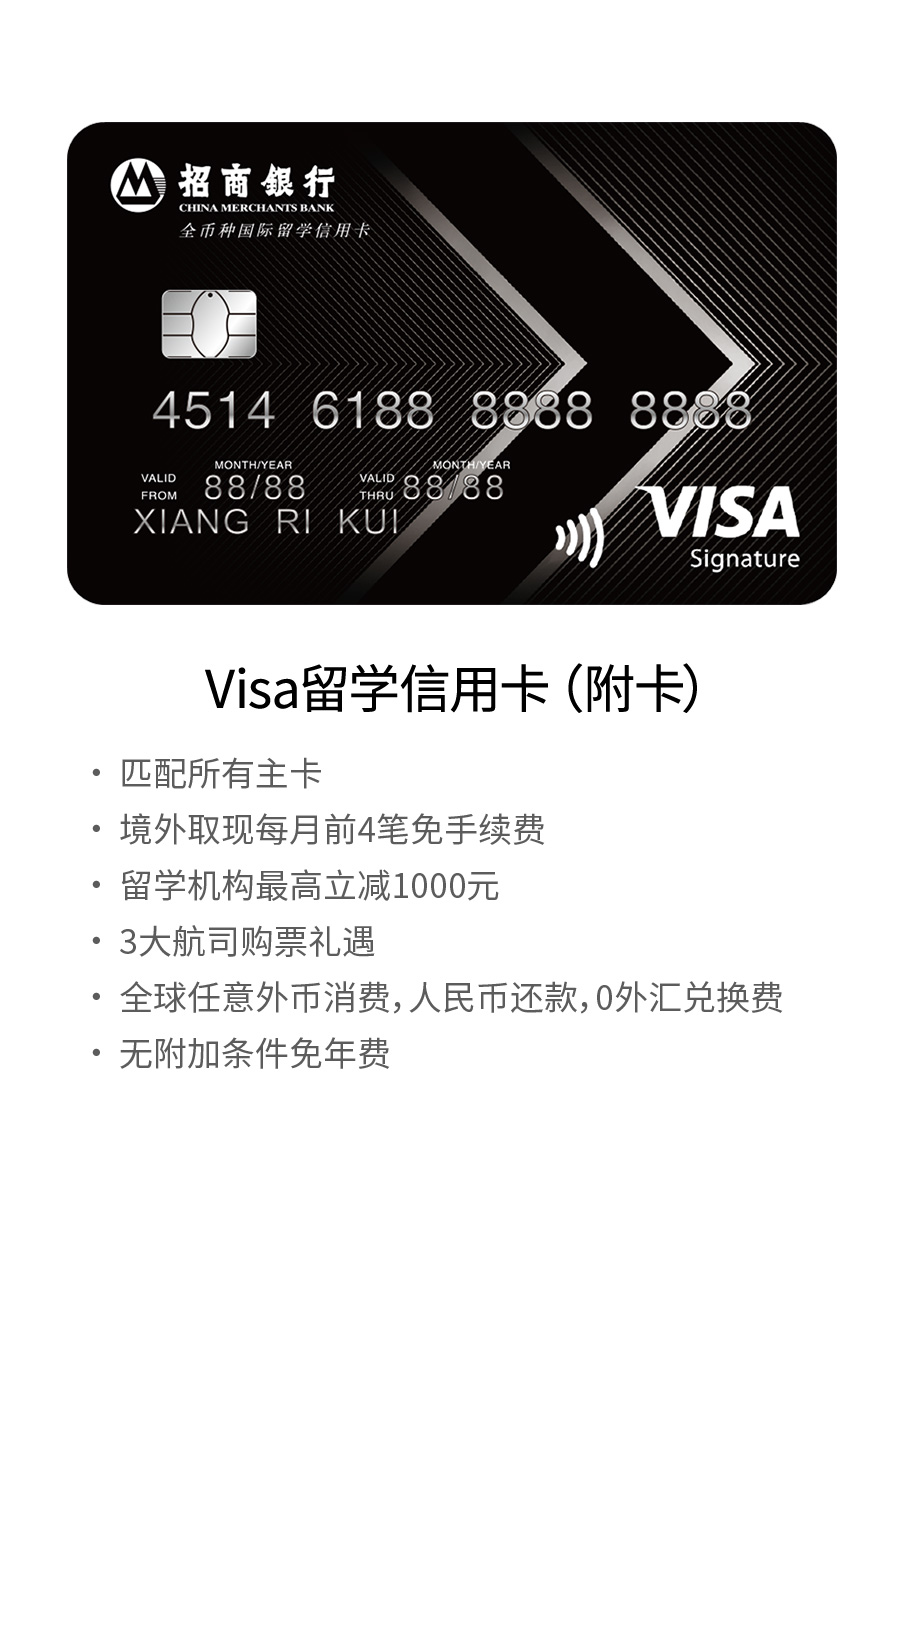 招商銀行
CHINA MERCHANTS BANK
全币种国际留学信用卡
4514 6188 8888 8888
MONTH/YEAR MONTH/YEAR
VALID FROM 88/88 VALID THRU 88/88
XIANG RI KUI
VISA
Signature
Visa留学信用卡（附卡）
· 匹配所有主卡
· 境外取现每月前4笔免手续费
· 留学机构最高立减1000元
· 3大航司购票礼遇
· 全球任意外币消费，人民币还款，0外汇兑换费
· 无附加条件免年费